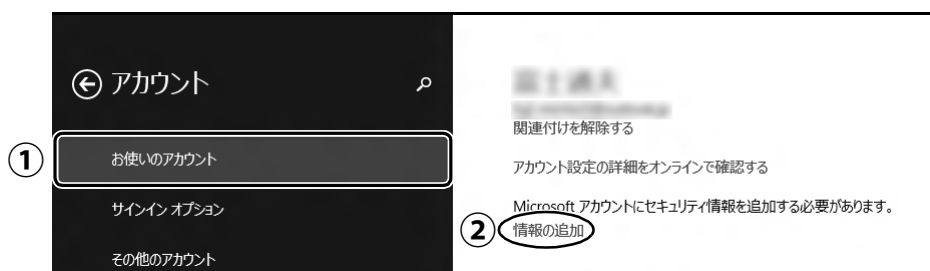 アカウント
①
お使いのアカウント
サインイン オプション
その他のアカウント
関連付けを解除する
アカウント設定の詳細をオンラインで確認する
Microsoft アカウントにセキュリティ情報を追加する必要があります。
②
情報の追加